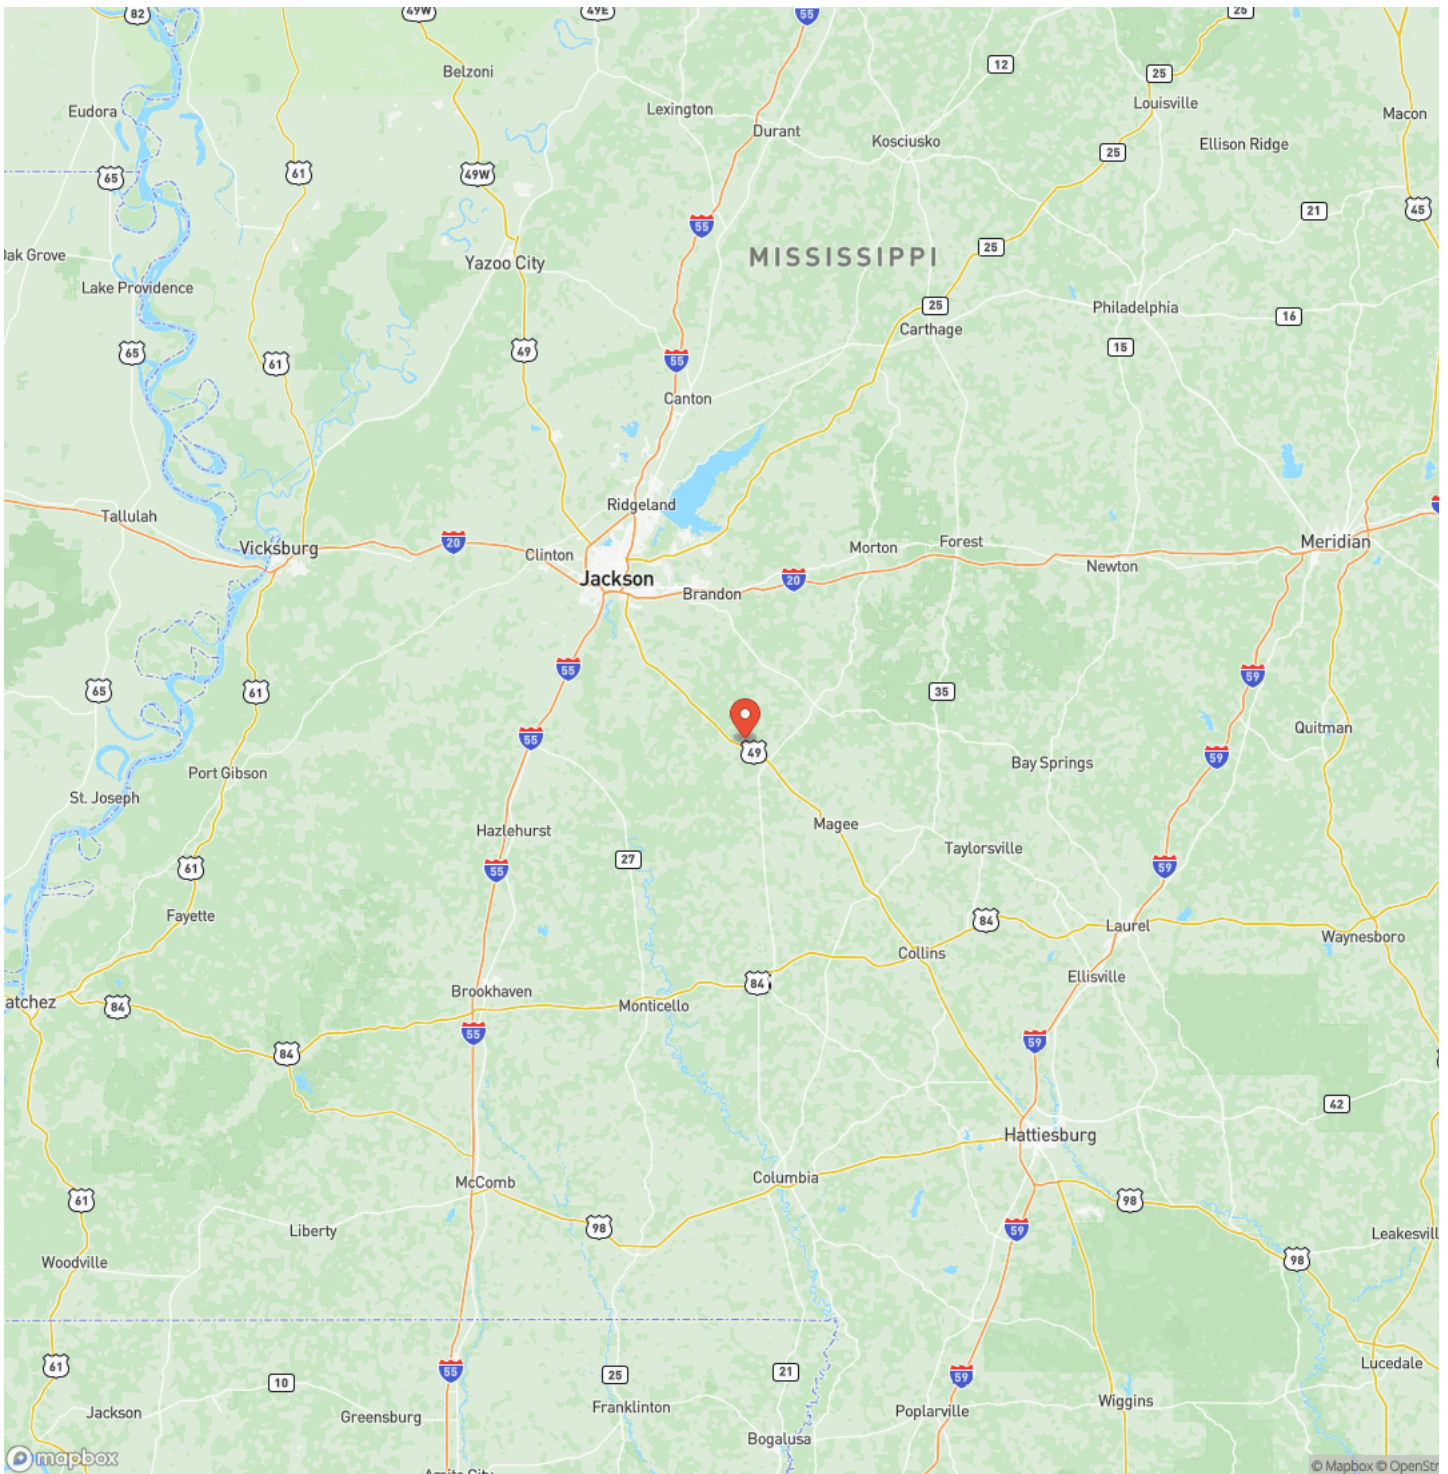 82
49W
49E
55
25
Belzoni
12
25
Louisville
Eudora
Lexington
Durant
Macon
Kosciusko
Ellison Ridge
25
65
61
49W
21
45
55
25
Oak Grove
Yazoo City
MISSISSIPPI
Lake Providence
25
Philadelphia
16
Carthage
65
49
15
61
55
Canton
Ridgeland
Tallulah
Vicksburg
20
Clinton
Morton
Forest
Meridian
Jackson
20
Newton
Brandon
65
61
55
35
59
Quitman
55
49
59
Bay Springs
Port Gibson
St. Joseph
Magee
Hazlehurst
Taylorsville
27
61
55
59
Fayette
84
Laurel
Waynesboro
Collins
Ellisville
84
Brookhaven
atchez
84
Monticello
55
59
84
42
Hattiesburg
Columbia
McComb
61
98
98
59
Liberty
Leakesvill
Woodville
98
61
55
25
21
59
Lucedale
10
Wiggins
Jackson
Greensburg
Franklinton
Poplarville
Bogalusa
mapbox
© Mapbox © OpenStr
Amite City